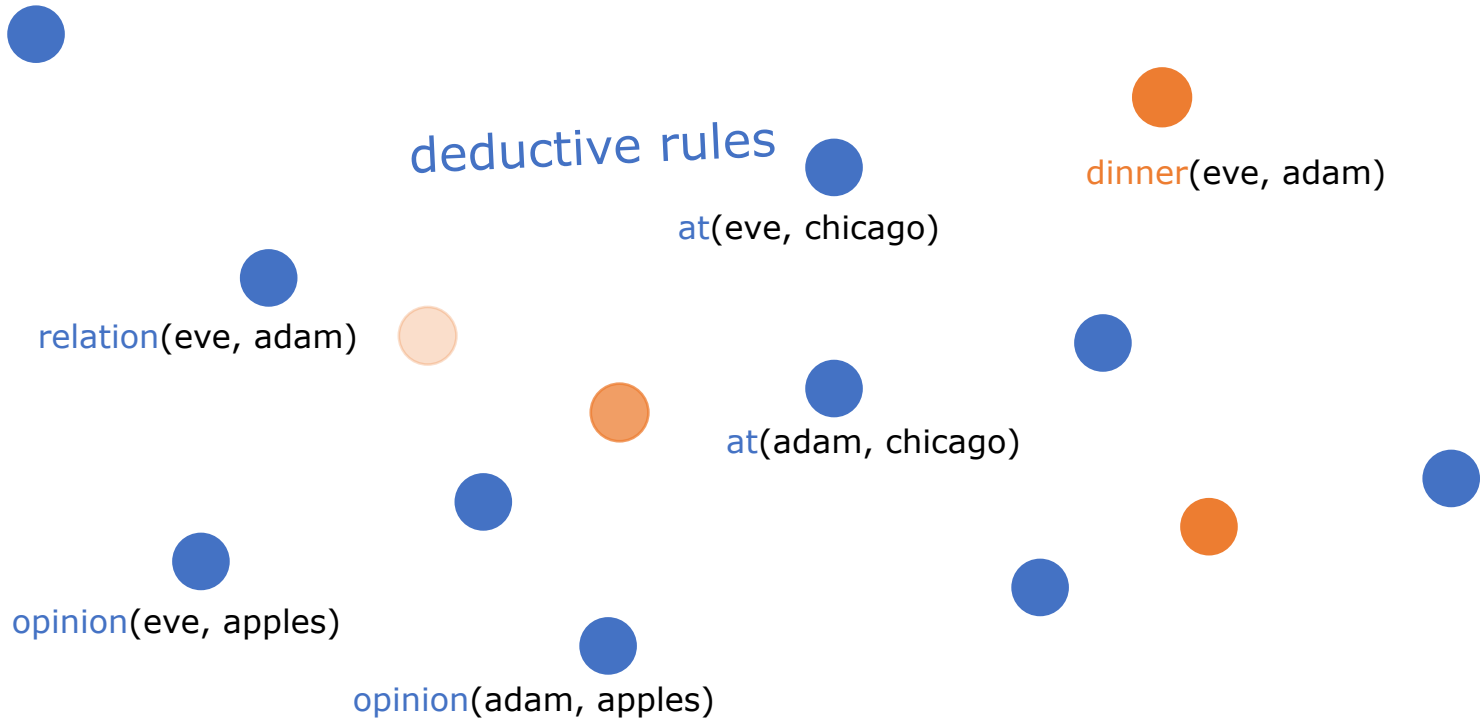 deductive rules
dinner(eve, adam)
at(eve, chicago)
relation(eve, adam)
at(adam, chicago)
opinion(eve, apples)
opinion(adam, apples)